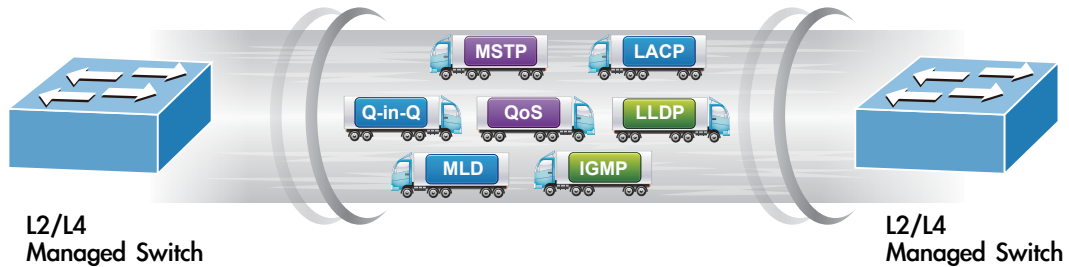 MSTP
LACP
Q-in-Q
QoS
LLDP
MLD
IGMP
L2/L4
Managed Switch
L2/L4
Managed Switch